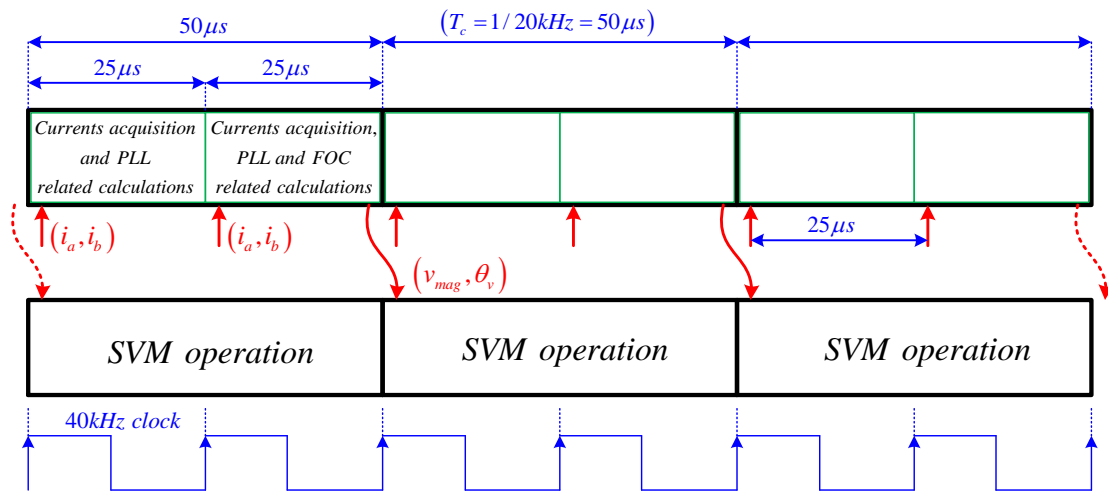 50μs
(T_c = 1 / 20kHz = 50μs)
25μs
25μs
Currents acquisition
and PLL
related calculations
Currents acquisition,
PLL and FOC
related calculations
(i_a, i_b)
(i_a, i_b)
25μs
(v_mag, θ_v)
SVM operation
SVM operation
SVM operation
40kHz clock